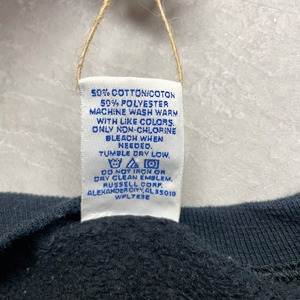 50% COTTON/COTON
50% POLYESTER
MACHINE WASH WARM
WITH LIKE COLORS.
ONLY NON-CHLORINE
BLEACH WHEN
NEEDED.
TUMBLE DRY LOW.
DO NOT IRON OR
DRY CLEAN EMBLEM.
RUSSELL CORP.
ALEXANDER CITY, AL 35010